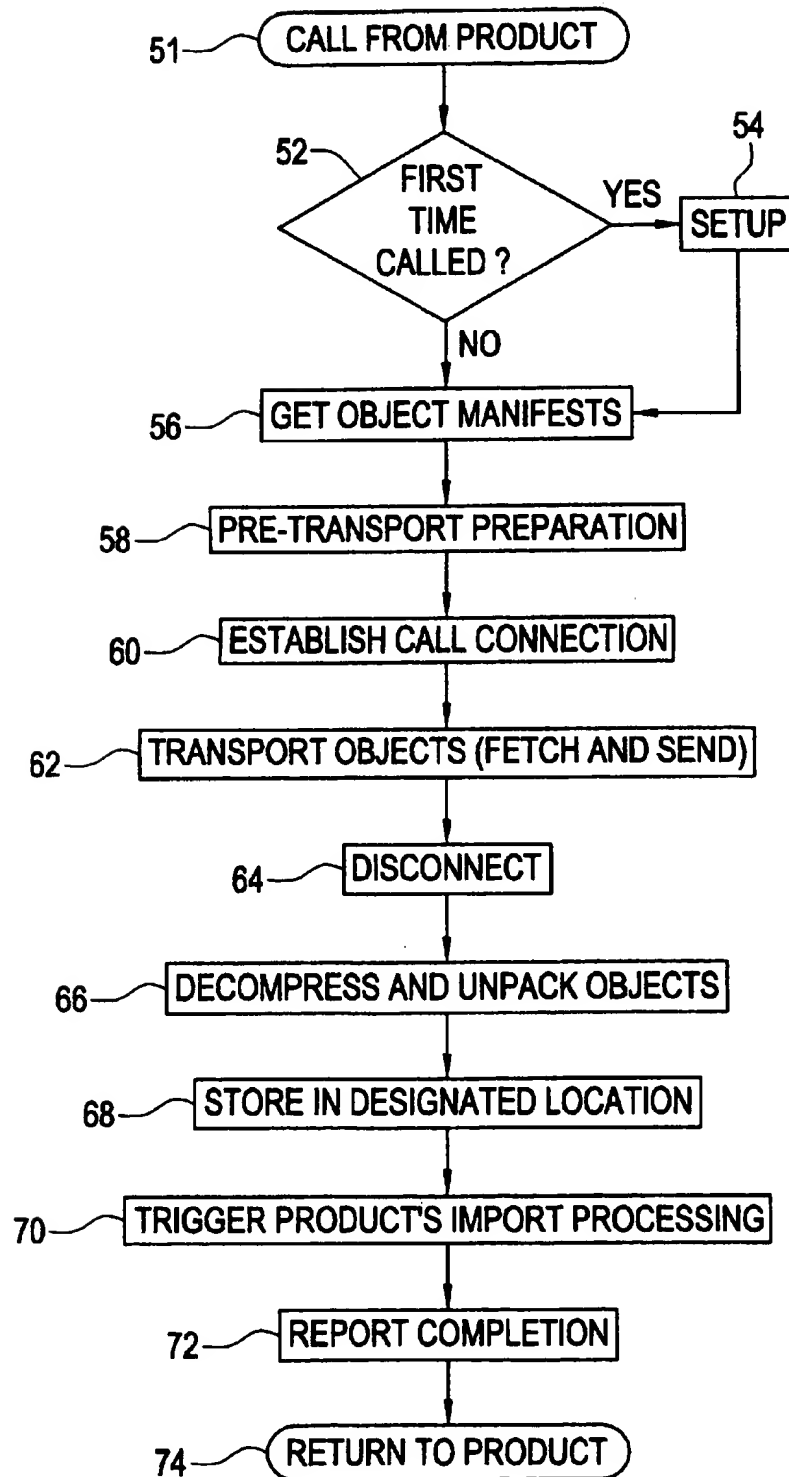 51
CALL FROM PRODUCT
52
FIRST
TIME
CALLED ?
YES
54
SETUP
NO
56
GET OBJECT MANIFESTS
58
PRE-TRANSPORT PREPARATION
60
ESTABLISH CALL CONNECTION
62
TRANSPORT OBJECTS (FETCH AND SEND)
64
DISCONNECT
66
DECOMPRESS AND UNPACK OBJECTS
68
STORE IN DESIGNATED LOCATION
70
TRIGGER PRODUCT'S IMPORT PROCESSING
72
REPORT COMPLETION
74
RETURN TO PRODUCT